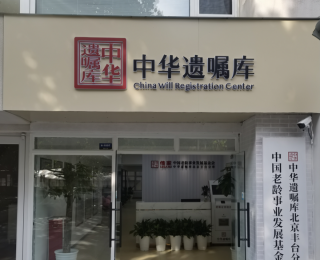 中华
遗嘱库
中华遗嘱库
China Will Registration Center
中华遗嘱库北京丰台分
中国老龄事业发展基金